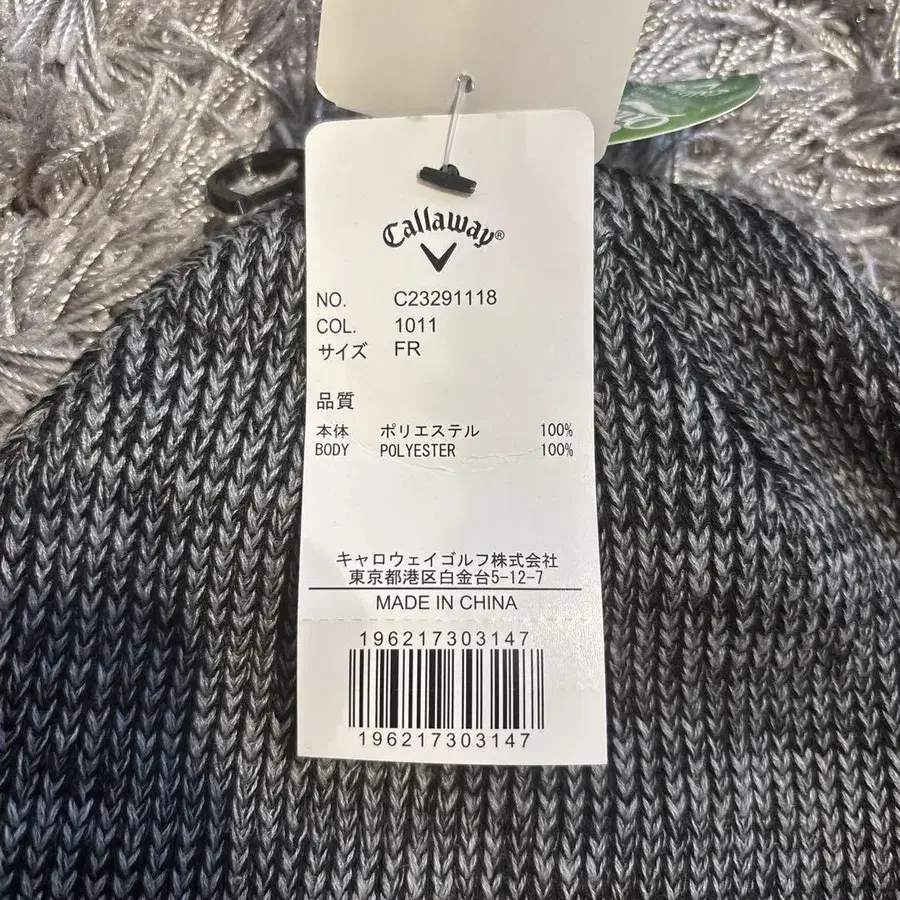 Callaway®
NO. C23291118
COL. 1011
サイズ FR
品質
本体 ポリエステル 100%
BODY POLYESTER 100%
キャロウェイゴルフ株式会社
東京都港区白金台5-12-7
MADE IN CHINA
196217303147
196217303147